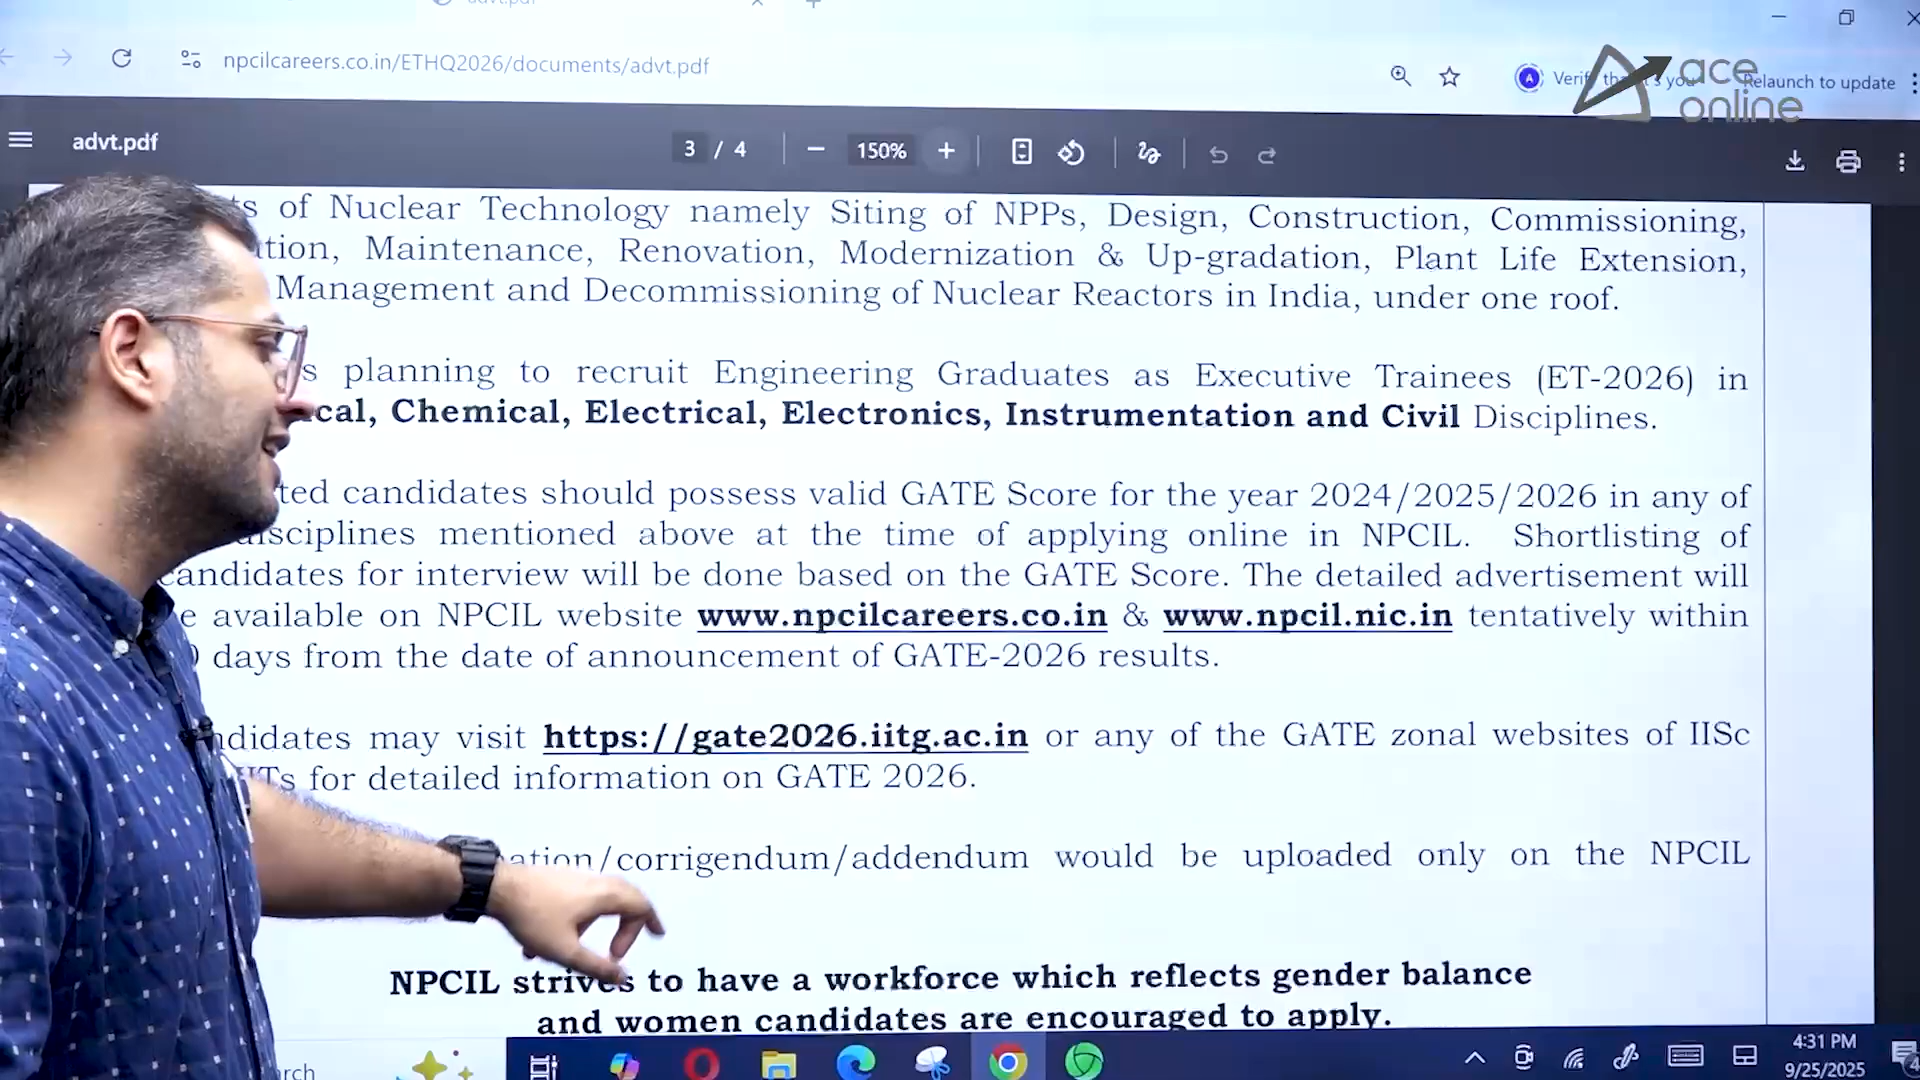 advt.pdf
npcilcareers.co.in/ETHQ2026/documents/advt.pdf
Relaunch to update
ace
online
advt.pdf
3 / 4
150%
of Nuclear Technology namely Siting of NPPs, Design, Construction, Commissioning,
Maintenance, Renovation, Modernization & Up-gradation, Plant Life Extension,
Management and Decommissioning of Nuclear Reactors in India, under one roof.
planning to recruit Engineering Graduates as Executive Trainees (ET-2026) in
Chemical, Electrical, Electronics, Instrumentation and Civil Disciplines.
candidates should possess valid GATE Score for the year 2024/2025/2026 in any of
disciplines mentioned above at the time of applying online in NPCIL. Shortlisting of
candidates for interview will be done based on the GATE Score. The detailed advertisement will
available on NPCIL website www.npcilcareers.co.in & www.npcil.nic.in tentatively within
days from the date of announcement of GATE-2026 results.
may visit https://gate2026.iitg.ac.in or any of the GATE zonal websites of IISc
for detailed information on GATE 2026.
/corrigendum/addendum would be uploaded only on the NPCIL
NPCIL strives to have a workforce which reflects gender balance
and women candidates are encouraged to apply.
4:31 PM
9/25/2025